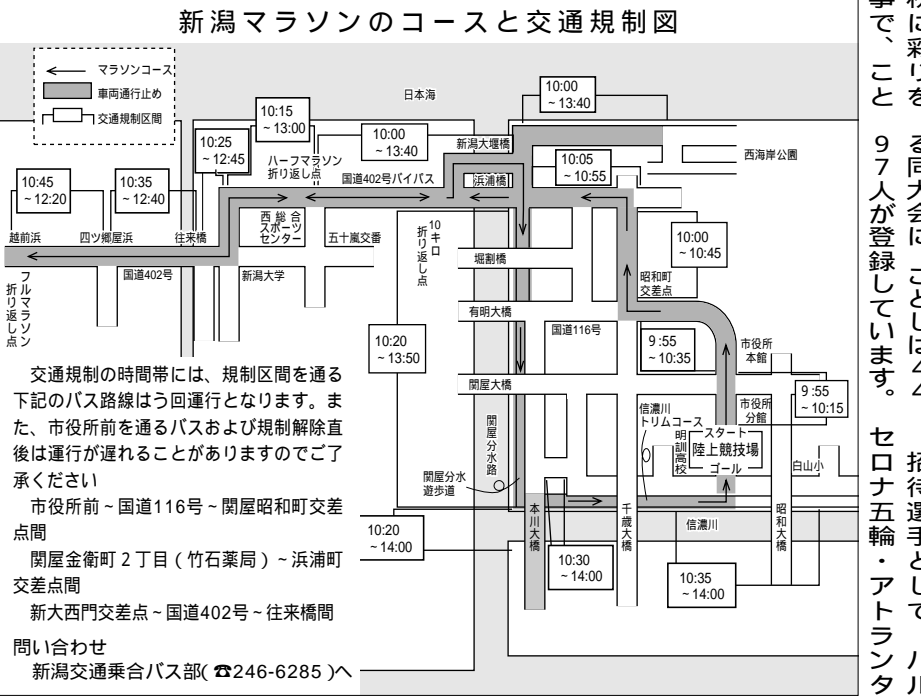 新潟マラソンのコースと交通規制図
マラソンコース
車両通行止め
交通規制区間
日本海
10:00
~13:40
10:15
~13:00
10:25
~12:45
10:00
~13:40
新潟大堰橋
10:05
~10:55
西海岸公園
ハーフマラソン
折り返し点
国道402号バイパス
浜浦橋
10:45
~12:20
10:35
~12:40
越前浜
四ツ郷屋浜
往来橋
西総合
スポーツ
センター
五十嵐交番
10キロ
折り返し点
堀割橋
10:00
~10:45
昭和町
交差点
国道402号
新潟大学
フルマラソン
折り返し点
有明大橋
国道116号
10:20
~13:50
9:55
~10:35
市役所
本館
関屋大橋
9:55
~10:15
信濃川
トリムコース
市役所
分館
明訓高校
スタート
陸上競技場
ゴール
白山小
関屋分水路
関屋分水
遊歩道
本川大橋
千歳大橋
昭和大橋
信濃川
10:20
~14:00
10:30
~14:00
10:35
~14:00
交通規制の時間帯には、規制区間を通る
下記のバス路線はう回運行となります。ま
た、市役所前を通るバスおよび規制解除直
後は運行が遅れることがありますのでご了
承ください
市役所前~国道116号~関屋昭和町交差
点間
関屋金衛町2丁目(竹石薬局)~浜浦町
交差点間
新大西門交差点~国道402号~往来橋間
問い合わせ
新潟交通乗合バス部(☎246-6285)へ
る同大会に、ことしは
招待選手として、
事で、こと
97人が登録しています。
セロナ五輪・アトランタ